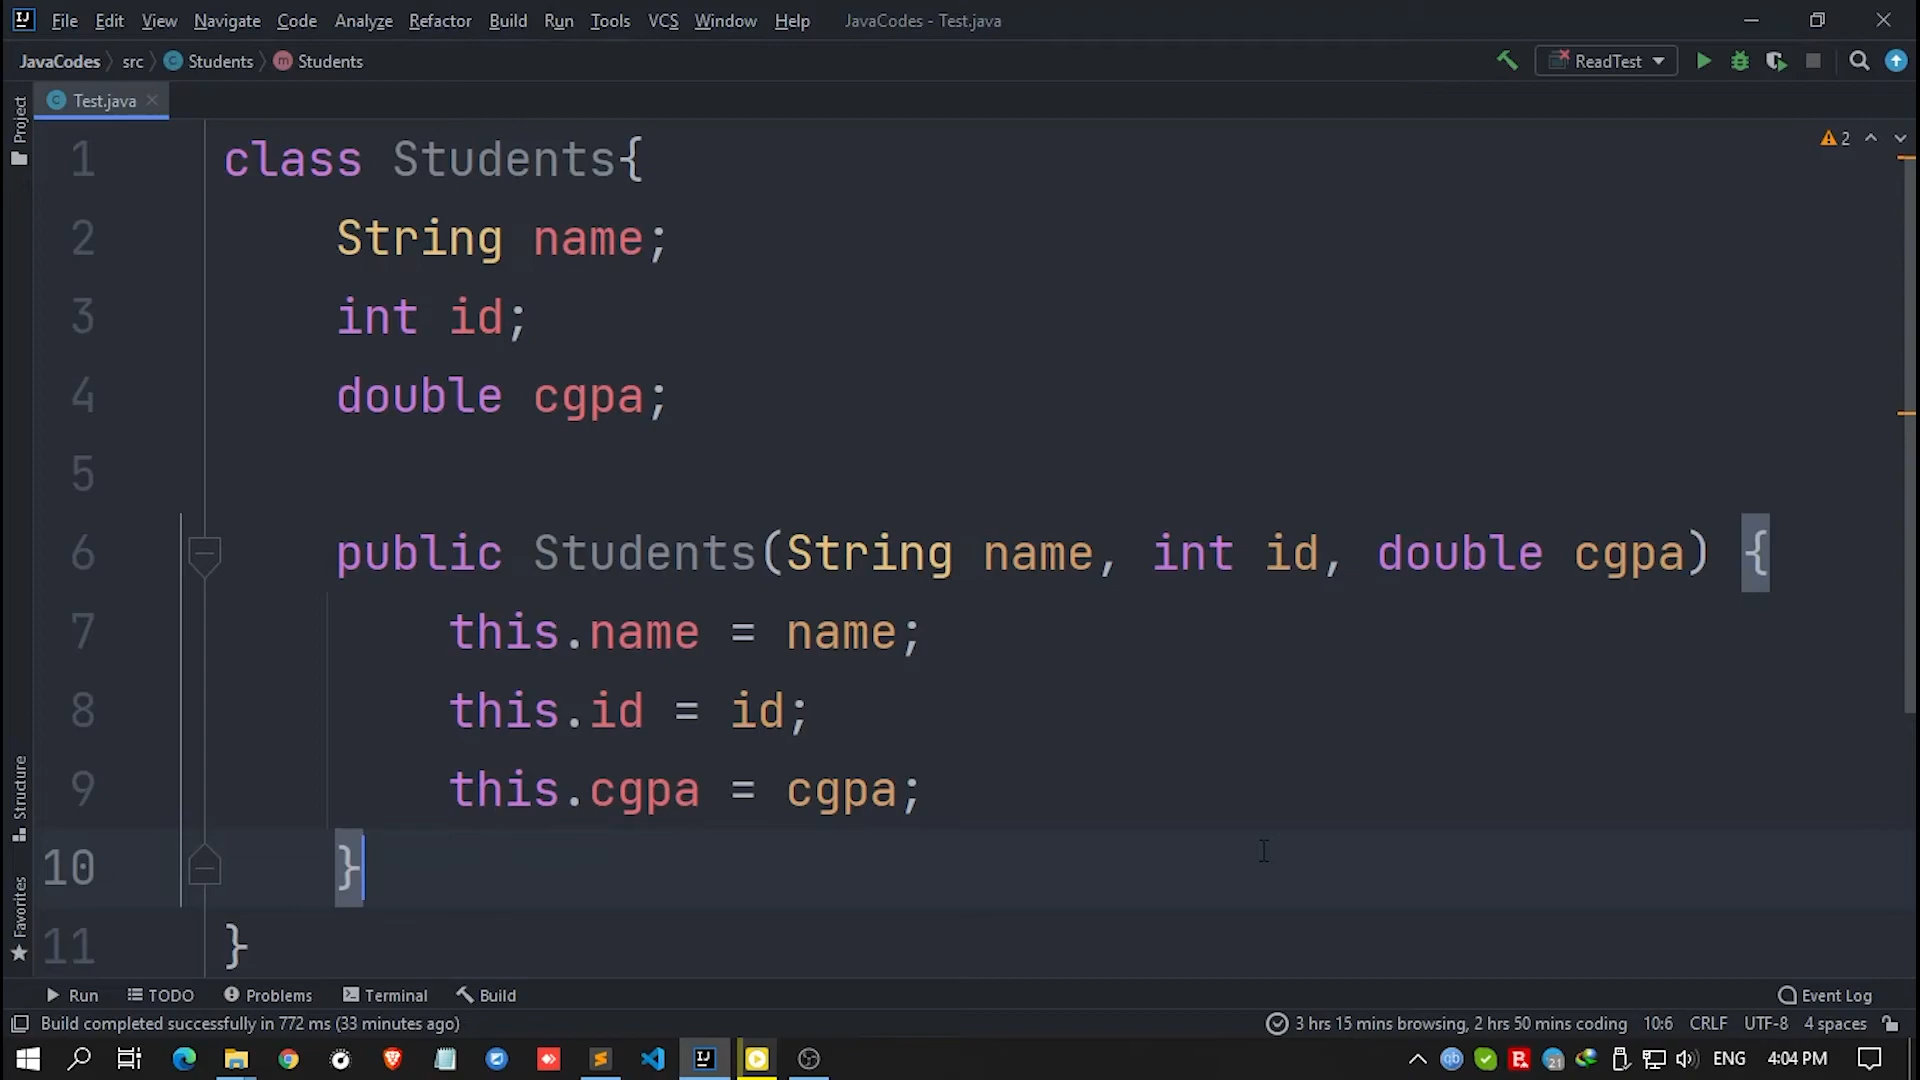 File Edit View Navigate Code Analyze Refactor Build Run Tools VCS Window Help JavaCodes - Test.java
JavaCodes src Students Students ReadTest
Test.java
Project
2
1 class Students{
2 String name;
3 int id;
4 double cgpa;
5
6 public Students(String name, int id, double cgpa) {
7 this.name = name;
8 this.id = id;
9 this.cgpa = cgpa;
10 }
11 }
Structure
Favorites
Run TODO Problems Terminal Build Event Log
Build completed successfully in 772 ms (33 minutes ago) 3 hrs 15 mins browsing, 2 hrs 50 mins coding 10:6 CRLF UTF-8 4 spaces
ENG 4:04 PM